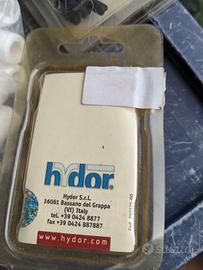 hydor®
Hydor S.r.L
36061 Bassano del Grappa
(VI) Italy
tel. +39 0424 8877
fax +39 0424 887887
www.hydor.com
Subito